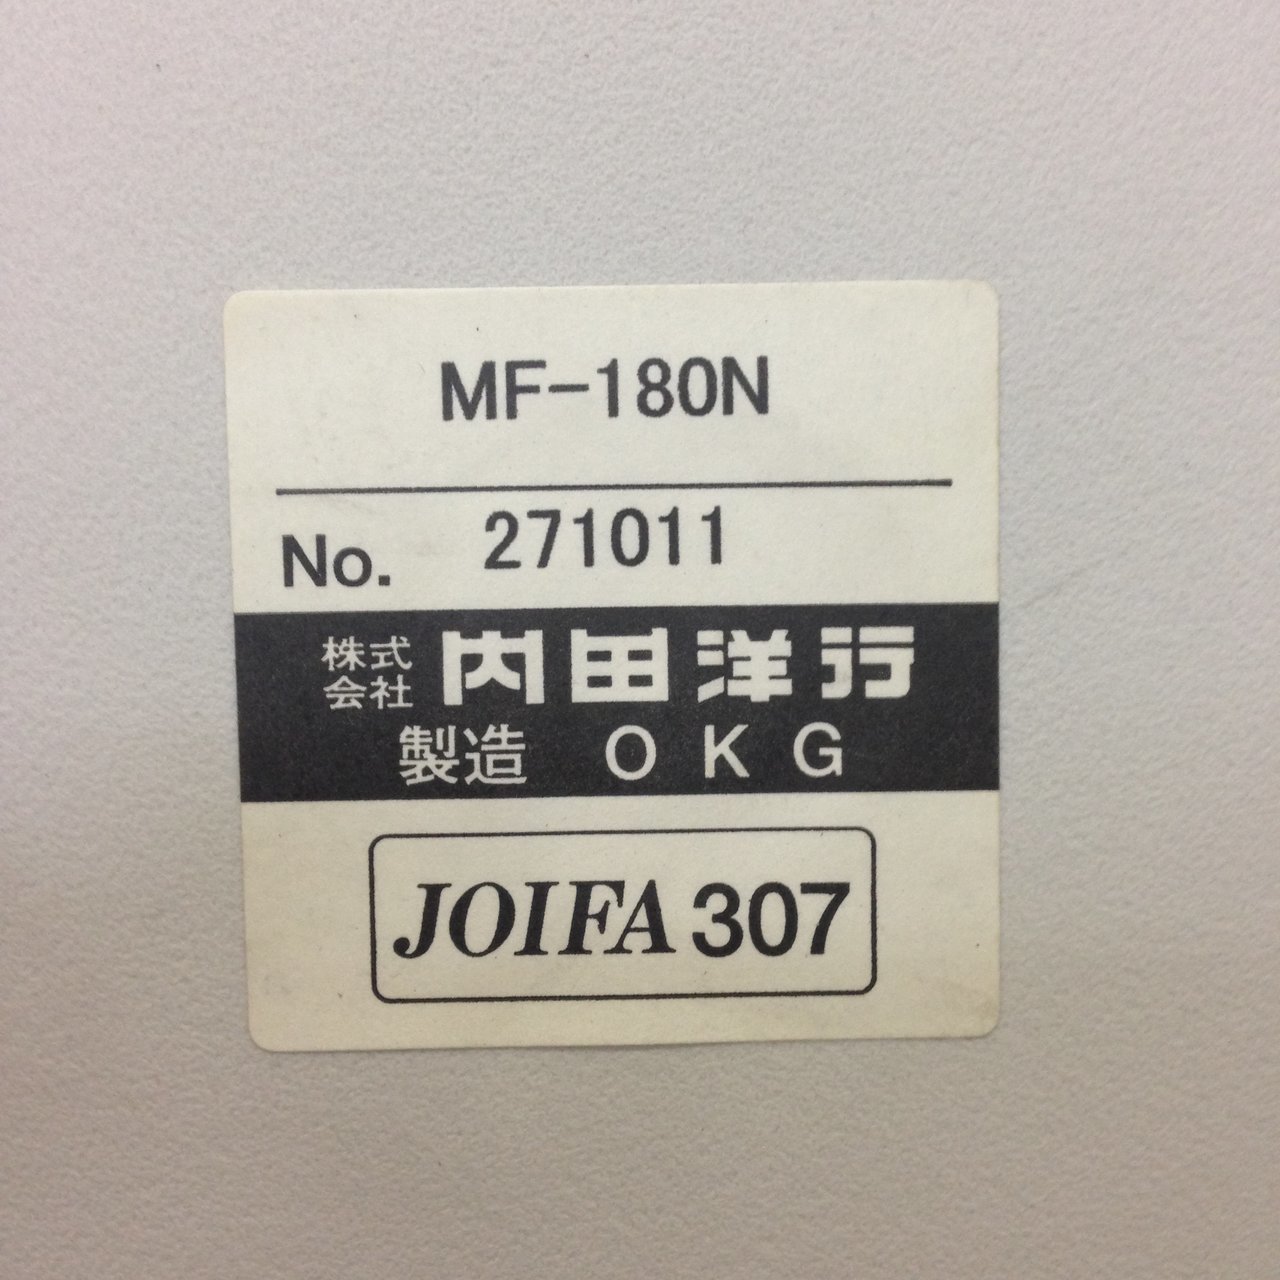 MF-180N
No. 271011
株式会社 内田洋行
製造 OKG
JOIFA 307